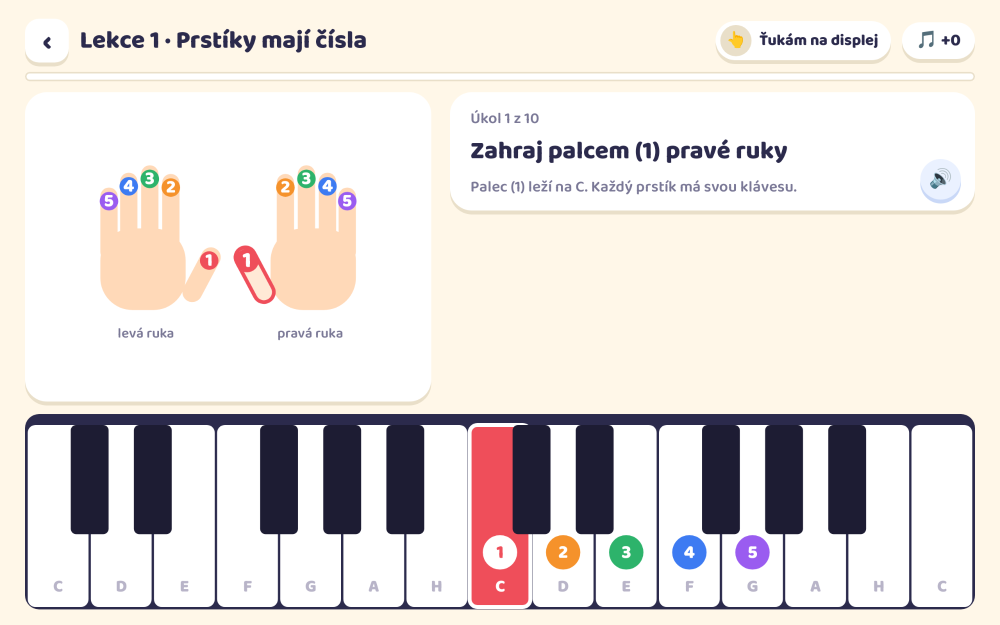 Lekce 1 · Prstíky mají čísla
Ťukám na displej
+0
5 4 3 2 1
1 2 3 4 5
levá ruka
pravá ruka
Úkol 1 z 10
Zahraj palcem (1) pravé ruky
Palec (1) leží na C. Každý prstík má svou klávesu.
1 2 3 4 5
C D E F G A H C D E F G A H C